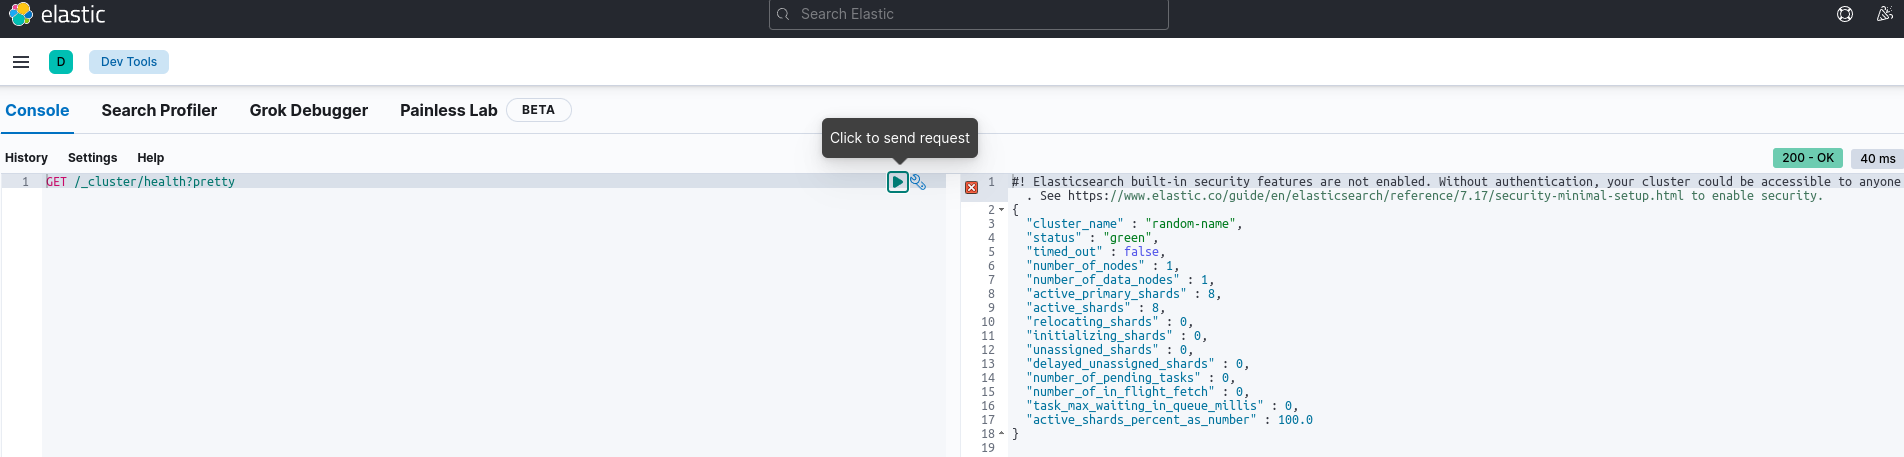 elastic
Search Elastic
D
Dev Tools
Console
Search Profiler
Grok Debugger
Painless Lab
BETA
Click to send request
History
Settings
Help
200 - OK
40 ms
1
GET /_cluster/health?pretty
1 #! Elasticsearch built-in security features are not enabled. Without authentication, your cluster could be accessible to anyone
. See https://www.elastic.co/guide/en/elasticsearch/reference/7.17/security-minimal-setup.html to enable security.
2 {
3 "cluster_name" : "random-name",
4 "status" : "green",
5 "timed_out" : false,
6 "number_of_nodes" : 1,
7 "number_of_data_nodes" : 1,
8 "active_primary_shards" : 8,
9 "active_shards" : 8,
10 "relocating_shards" : 0,
11 "initializing_shards" : 0,
12 "unassigned_shards" : 0,
13 "delayed_unassigned_shards" : 0,
14 "number_of_pending_tasks" : 0,
15 "number_of_in_flight_fetch" : 0,
16 "task_max_waiting_in_queue_millis" : 0,
17 "active_shards_percent_as_number" : 100.0
18 }
19